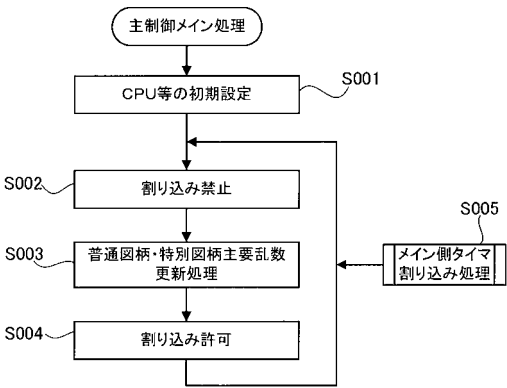 主制御メイン処理
S001
CPU等の初期設定
S002
割り込み禁止
S003
普通図柄・特別図柄主要乱数
更新処理
S005
メイン側タイマ
割り込み処理
S004
割り込み許可